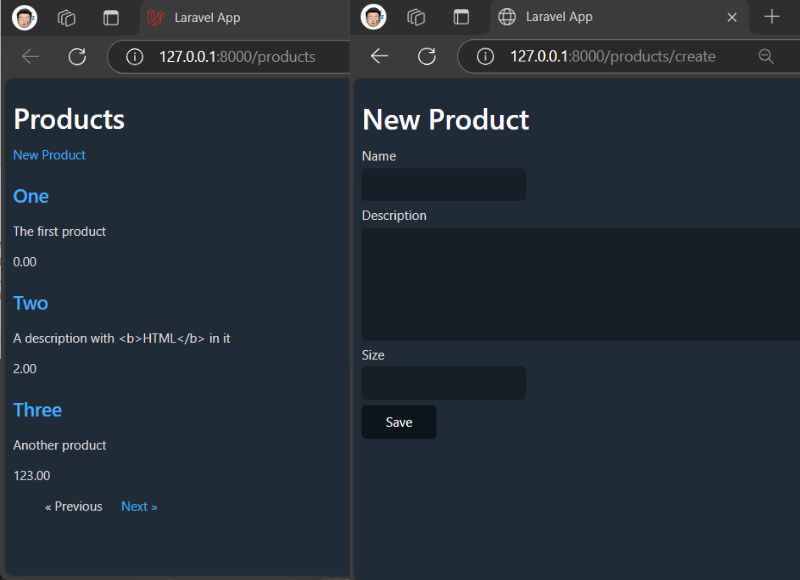 Laravel App
127.0.0.1:8000/products
Products
New Product
One
The first product
0.00
Two
A description with <b>HTML</b> in it
2.00
Three
Another product
123.00
« Previous Next »
Laravel App
127.0.0.1:8000/products/create
New Product
Name
Description
Size
Save